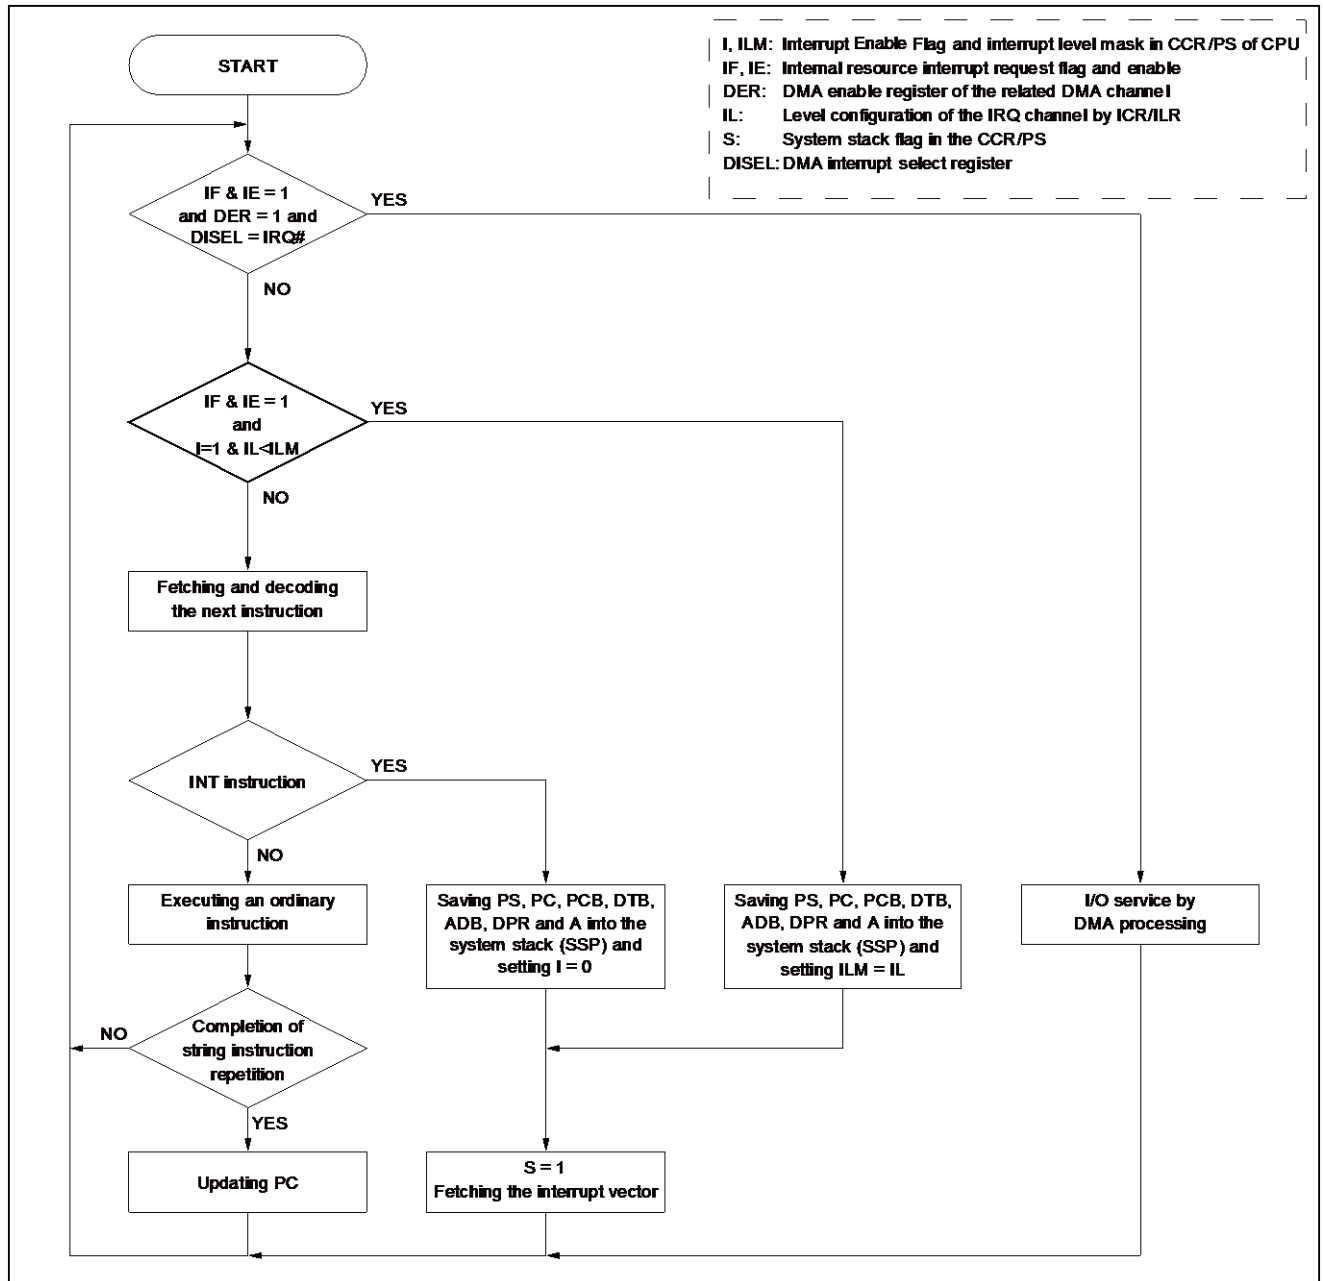 START
I, ILM: Interrupt Enable Flag and interrupt level mask in CCR/PS of CPU
IF, IE: Internal resource interrupt request flag and enable
DER: DMA enable register of the related DMA channel
IL: Level configuration of the IRQ channel by ICR/ILR
S: System stack flag in the CCR/PS
DISEL: DMA interrupt select register
IF & IE = 1
and DER = 1 and
DISEL = IRQ#
YES
NO
IF & IE = 1
and
I=1 & IL<ILM
YES
NO
Fetching and decoding
the next instruction
INT instruction
YES
NO
Executing an ordinary
instruction
Saving PS, PC, PCB, DTB,
ADB, DPR and A into the
system stack (SSP) and
setting I = 0
Saving PS, PC, PCB, DTB,
ADB, DPR and A into the
system stack (SSP) and
setting ILM = IL
I/O service by
DMA processing
NO
Completion of
string instruction
repetition
YES
Updating PC
S = 1
Fetching the interrupt vector